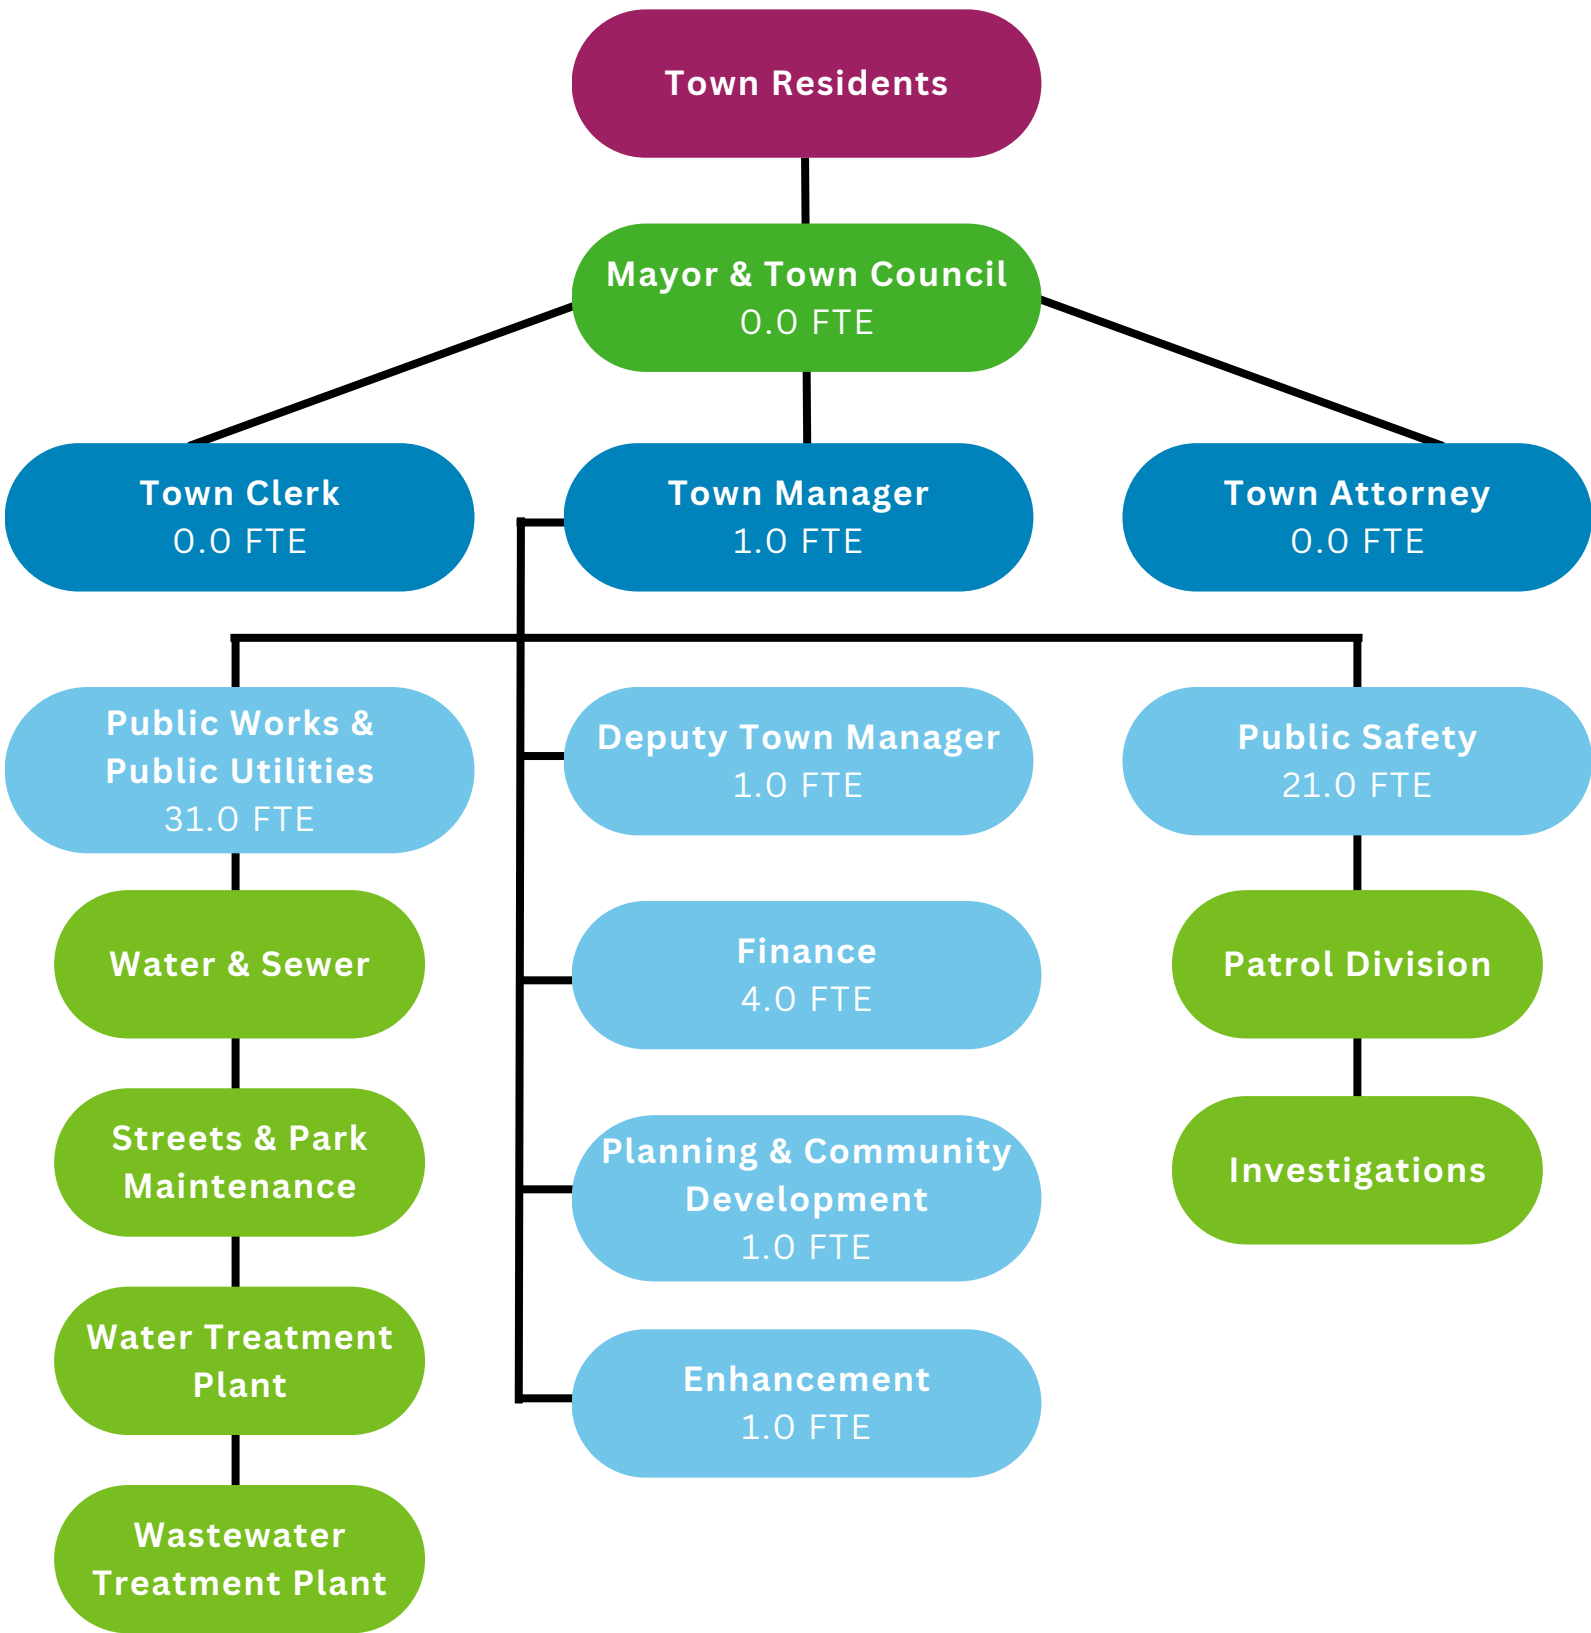 Town Residents
Mayor & Town Council
0.0 FTE
Town Clerk
0.0 FTE
Town Manager
1.0 FTE
Town Attorney
0.0 FTE
Public Works &
Public Utilities
31.0 FTE
Deputy Town Manager
1.0 FTE
Public Safety
21.0 FTE
Water & Sewer
Finance
4.0 FTE
Patrol Division
Streets & Park
Maintenance
Planning & Community
Development
1.0 FTE
Investigations
Water Treatment
Plant
Enhancement
1.0 FTE
Wastewater
Treatment Plant